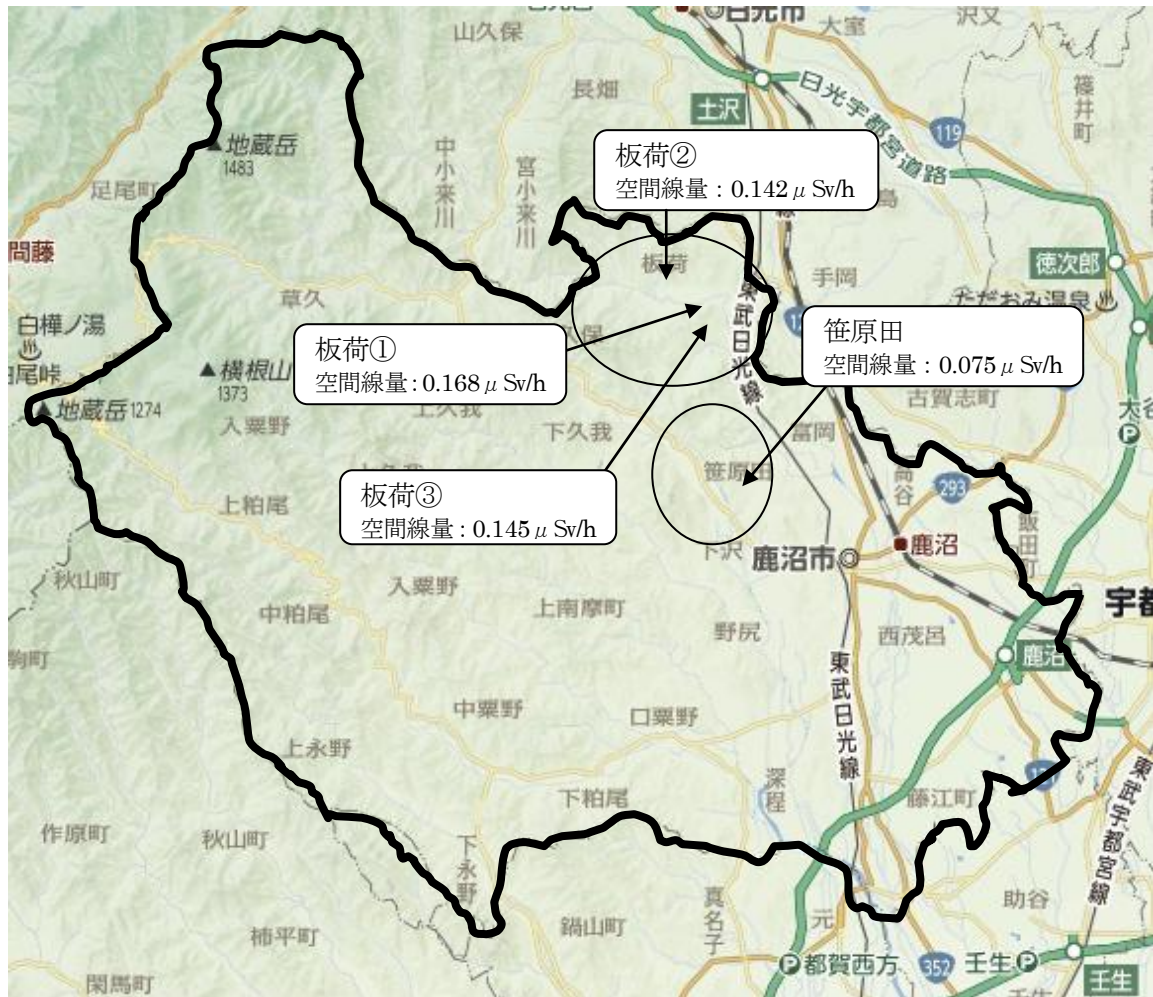 日光市
大室
沢又
山久保
長畑
篠井町
土沢
日光宇都宮道路
119
地蔵岳
1483
足尾町
中小来川
宮小来川
板荷②
空間線量：0.142μSv/h
島
間藤
板荷
手岡
徳次郎
草久
ただおみ温泉
白樺ノ湯
東武日光線
板荷①
空間線量：0.168μSv/h
笹原田
空間線量：0.075μSv/h
横根山
1373
地蔵岳 1274
入粟野
上久我
下久我
富岡
古賀志町
上粕尾
笹原田
293
板荷③
空間線量：0.145μSv/h
下沢
鹿沼市
鹿沼
飯田町
秋山町
入粟野
中粕尾
上南摩町
野尻
西茂呂
宇都
鹿沼
東武日光線
中粟野
口粟野
上永野
深程
下粕尾
藤江町
東武宇都宮線
作原町
秋山町
下永野
真名子
助谷
柿平町
鍋山町
元
都賀西方
352
壬生
壬生
閑馬町